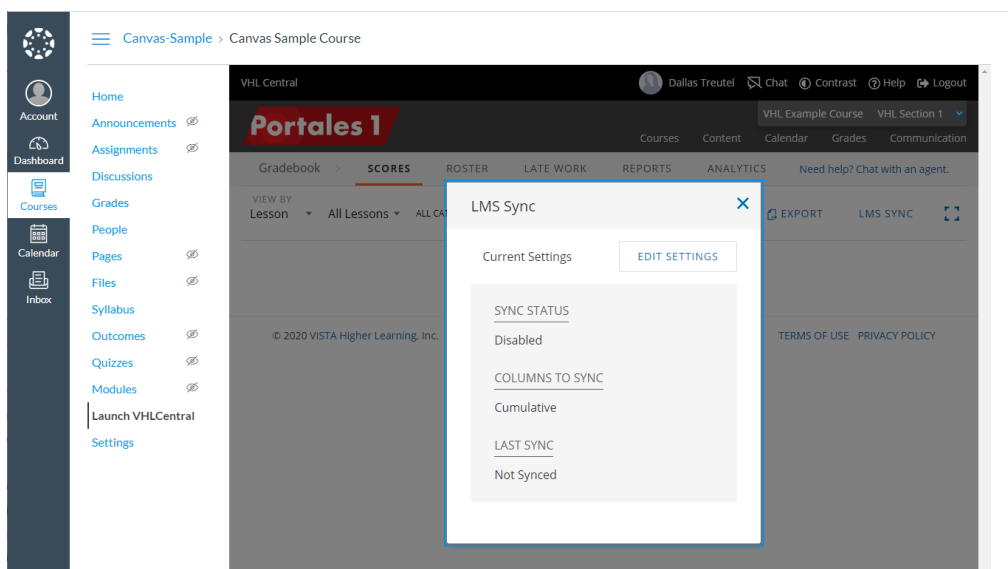 Canvas-Sample > Canvas Sample Course
Account
Dashboard
Courses
Calendar
Inbox
Home
Announcements
Assignments
Discussions
Grades
People
Pages
Files
Syllabus
Outcomes
Quizzes
Modules
Launch VHLCentral
Settings
VHL Central
Dallas Treutel Chat Contrast Help Logout
Portales 1
VHL Example Course VHL Section 1
Courses Content Calendar Grades Communication
Gradebook > SCORES ROSTER LATE WORK REPORTS ANALYTICS Need help? Chat with an agent.
VIEW BY
Lesson All Lessons ALL CA
EXPORT LMS SYNC
LMS Sync
Current Settings EDIT SETTINGS
SYNC STATUS
Disabled
COLUMNS TO SYNC
Cumulative
LAST SYNC
Not Synced
© 2020 VISTA Higher Learning, Inc. TERMS OF USE PRIVACY POLICY